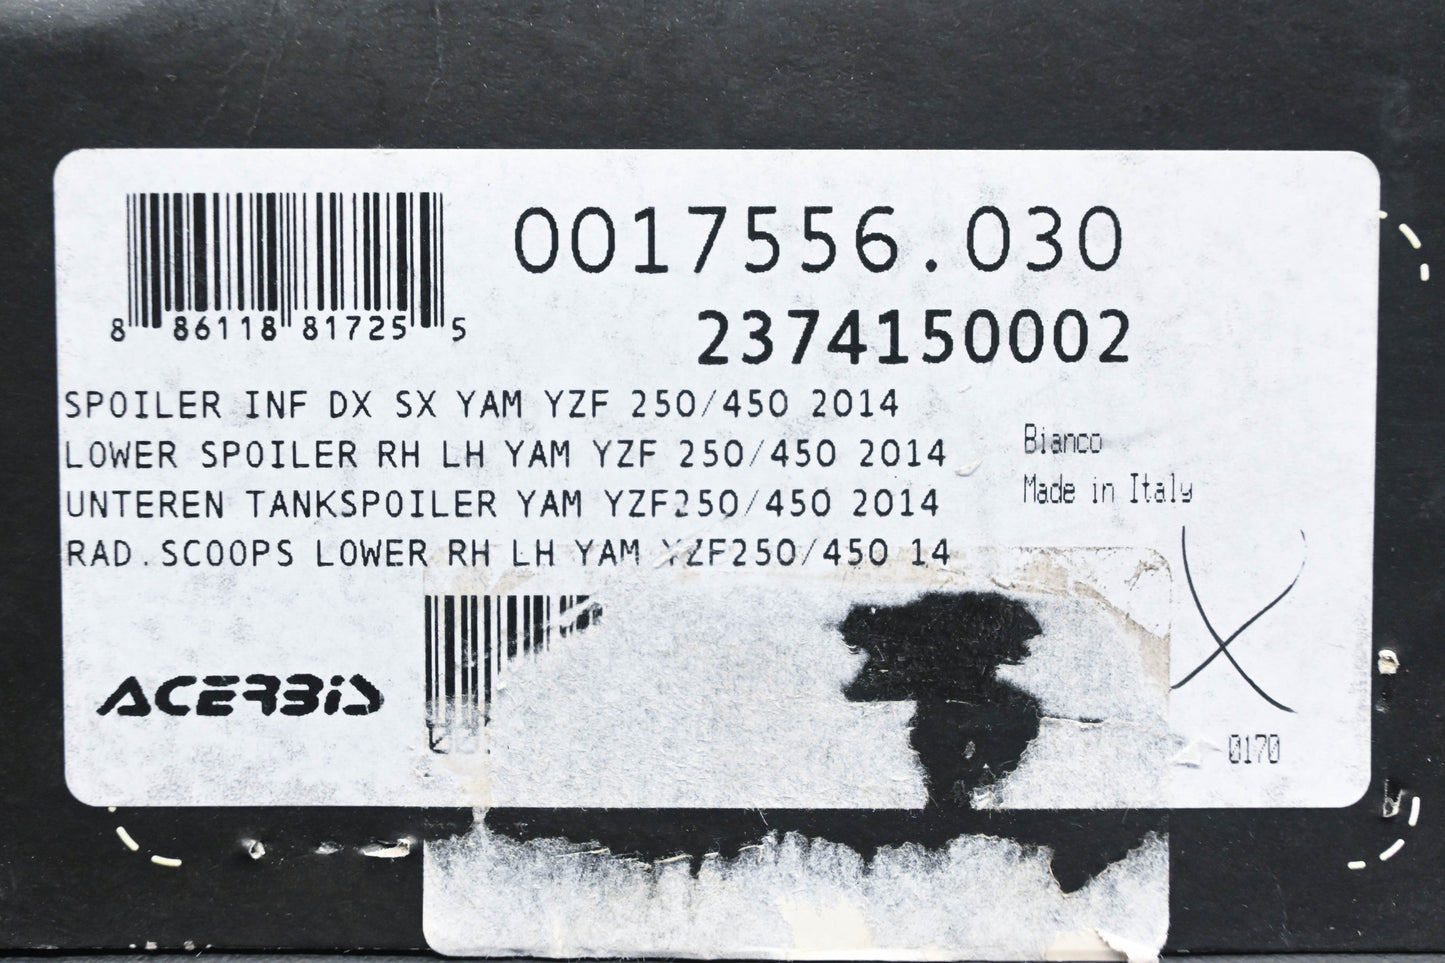 0017556.030
8 86118 81725 5
2374150002
SPOILER INF DX SX YAM YZF 250/450 2014
LOWER SPOILER RH LH YAM YZF 250/450 2014
UNTEREN TANKSPOILER YAM YZF250/450 2014
RAD.SCOOPS LOWER RH LH YAM YZF250/450 14
Bianco
Made in Italy
ACERBIS
0170